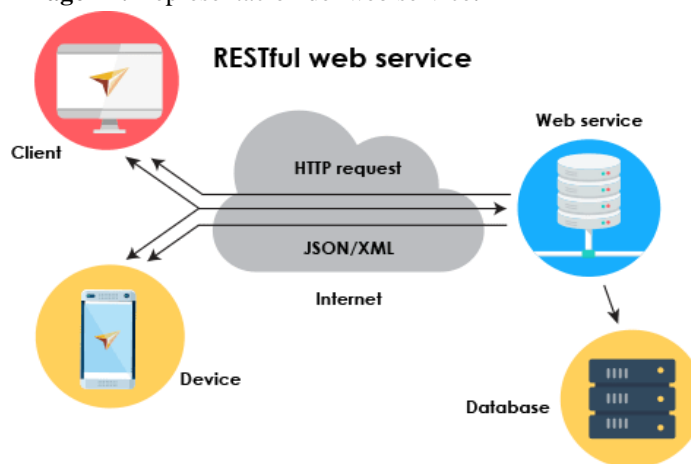 RESTful web service
Client
HTTP request
Web service
JSON/XML
Internet
Device
Database